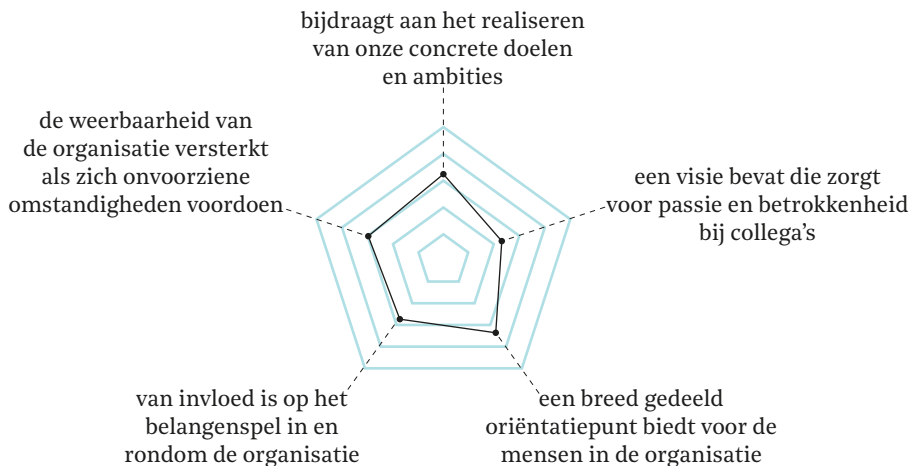 bijdraagt aan het realiseren
van onze concrete doelen
en ambities
de weerbaarheid van
de organisatie versterkt
als zich onvoorziene
omstandigheden voordoen
een visie bevat die zorgt
voor passie en betrokkenheid
bij collega's
van invloed is op het
belangenspel in en
rondom de organisatie
een breed gedeeld
oriëntatiepunt biedt voor de
mensen in de organisatie